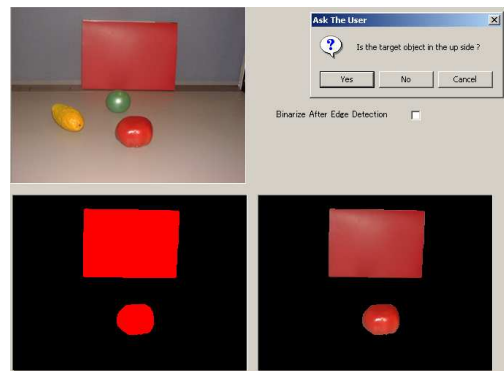 Ask The User
Is the target object in the up side ?
Yes No Cancel
Binarize After Edge Detection